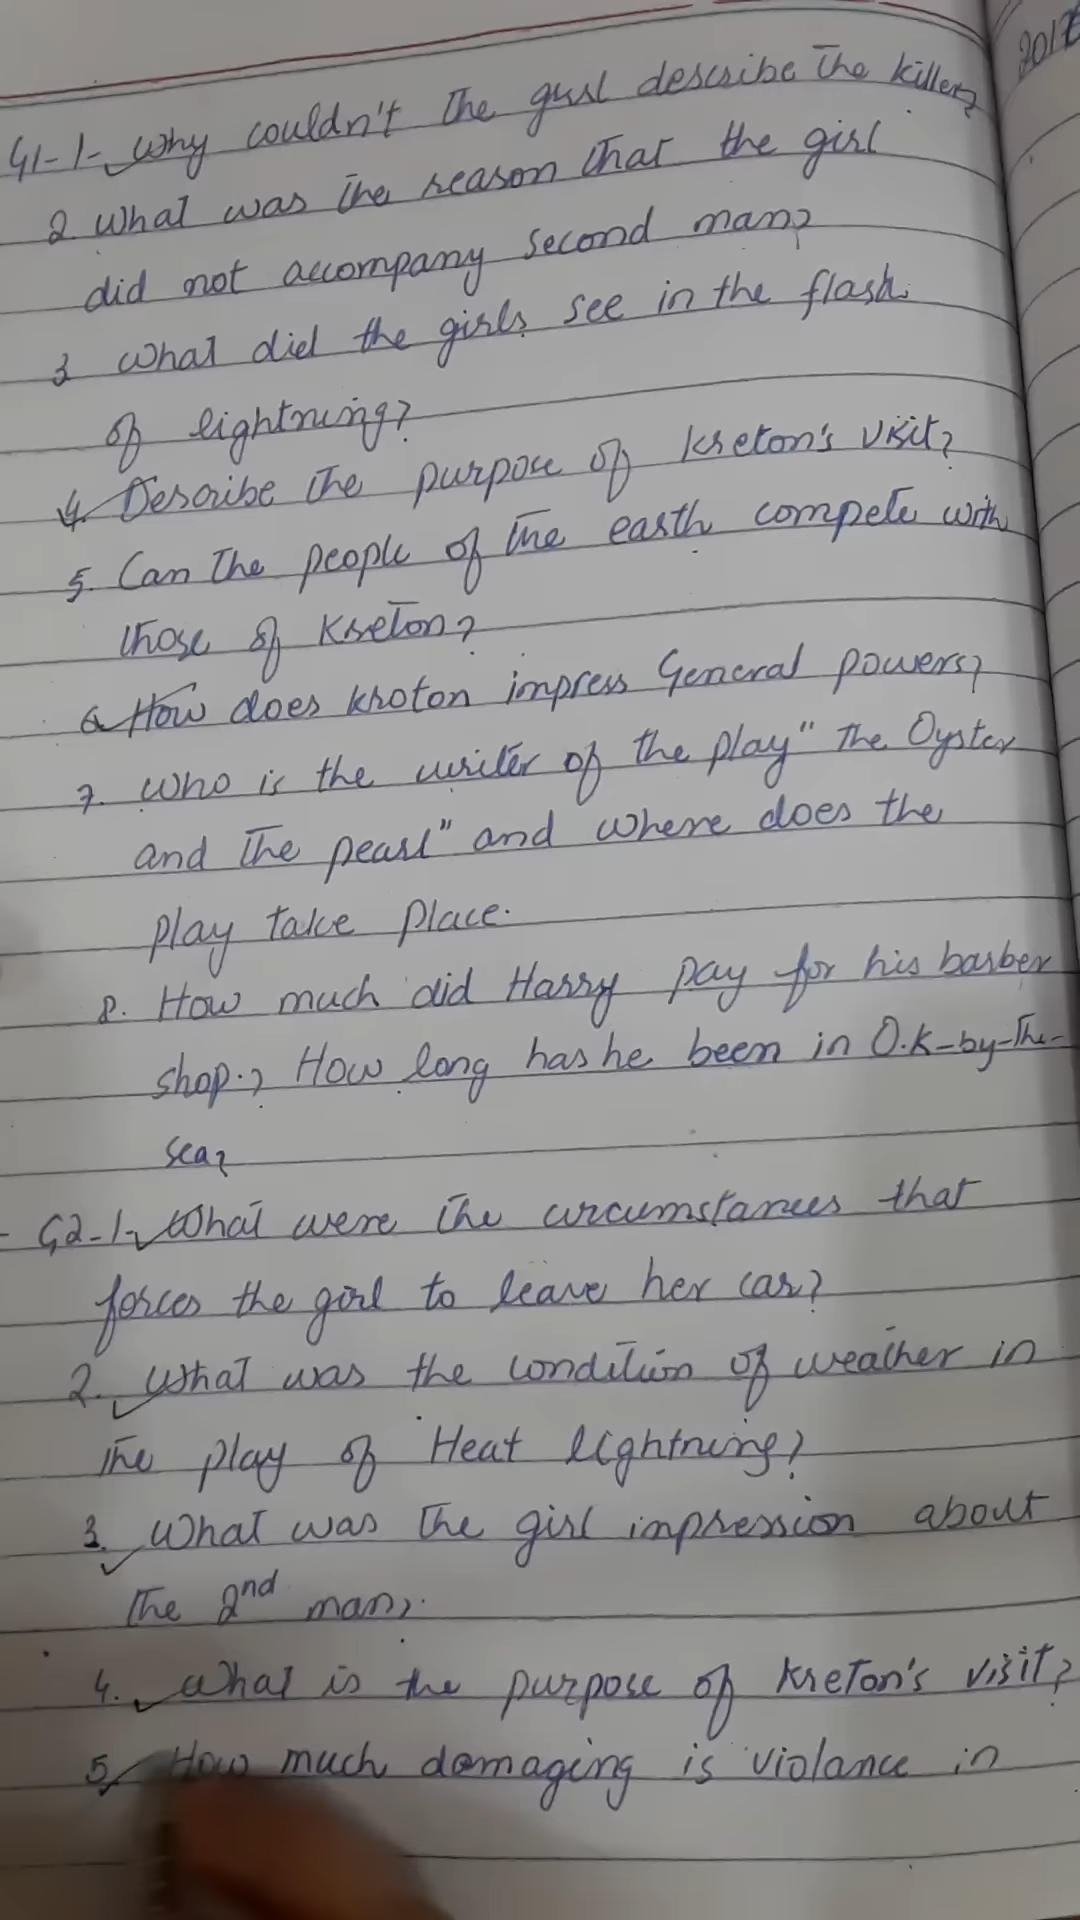 2017
G1-1- Why couldn't the girl describe the killer?
2 What was the reason that the girl
did not accompany second man?
3 What did the girls see in the flash
of lightning?
4. Describe the purpose of Kreton's visit?
5. Can the people of the earth compete with
those of Kreton?
6 How does kroton impress General powers?
7. Who is the writer of the play" The Oyster
and The pearl" and where does the
play take place.
8. How much did Harry pay for his barber
shop.? How long has he been in O.K-by-The-
sea?
- G2-1- What were the circumstances that
forces the girl to leave her car?
2. What was the condition of weather in
the play of Heat lightning?
3. What was the girl impression about
the 2nd man?.
4. What is the purpose of Kreton's visit?
5. How much damaging is violance in